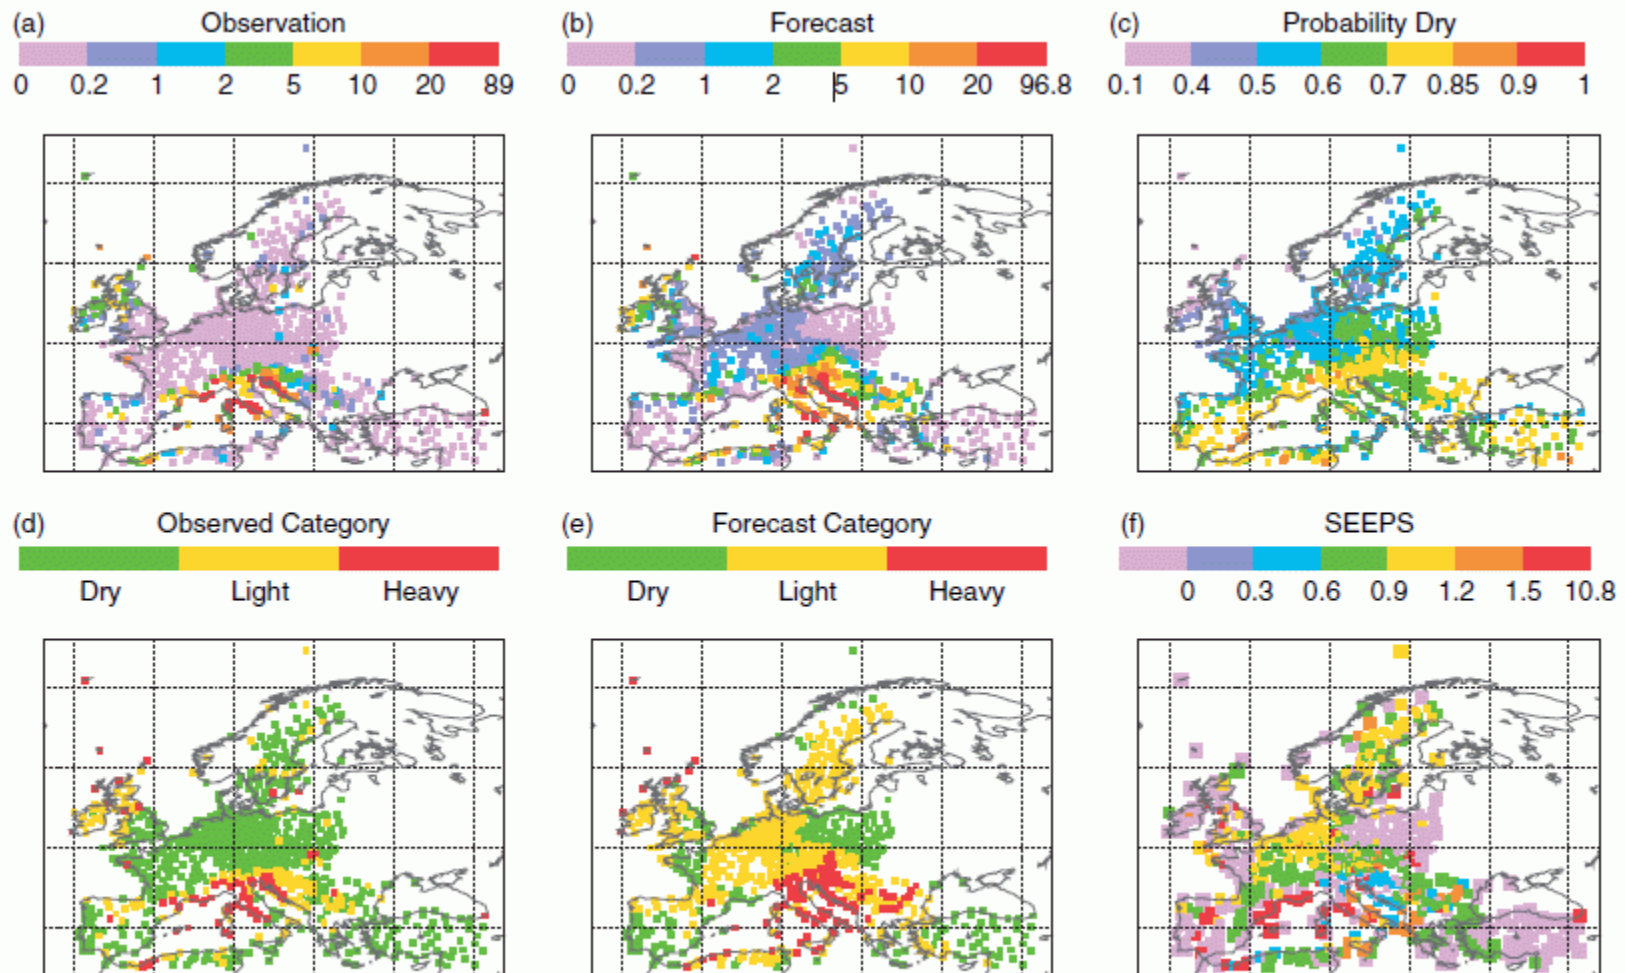 (a) Observation
0 0.2 1 2 5 10 20 89
(b) Forecast
0 0.2 1 2 5 10 20 96.8
(c) Probability Dry
0.1 0.4 0.5 0.6 0.7 0.85 0.9 1
(d) Observed Category
Dry Light Heavy
(e) Forecast Category
Dry Light Heavy
(f) SEEPS
0 0.3 0.6 0.9 1.2 1.5 10.8